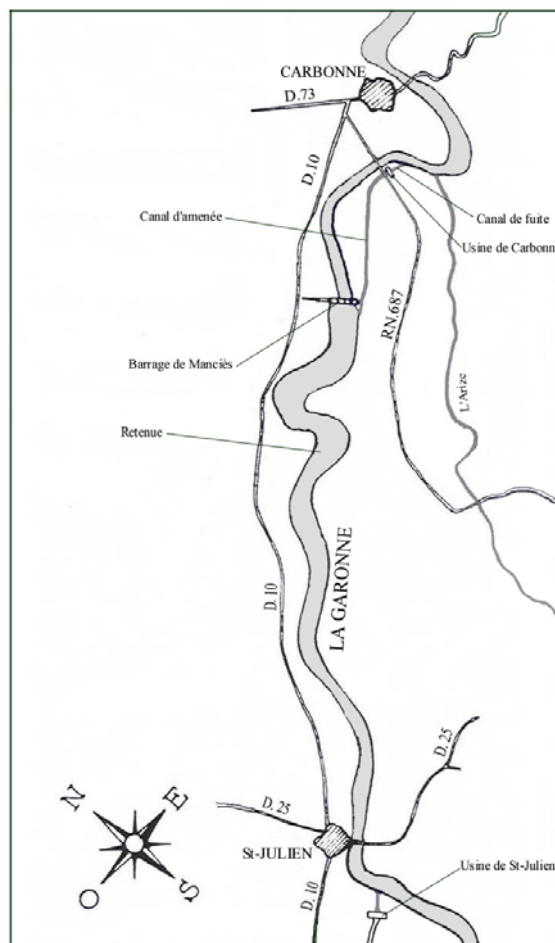 CARBONNE
D.73
D.10
Canal d'amenée
Canal de fuite
Usine de Carbonn
RN.687
Barrage de Manciès
L'Arize
Retenue
LA GARONNE
D.10
D.25
D.25
St-JULIEN
Usine de St-Julien
D.10
N
E
O
S